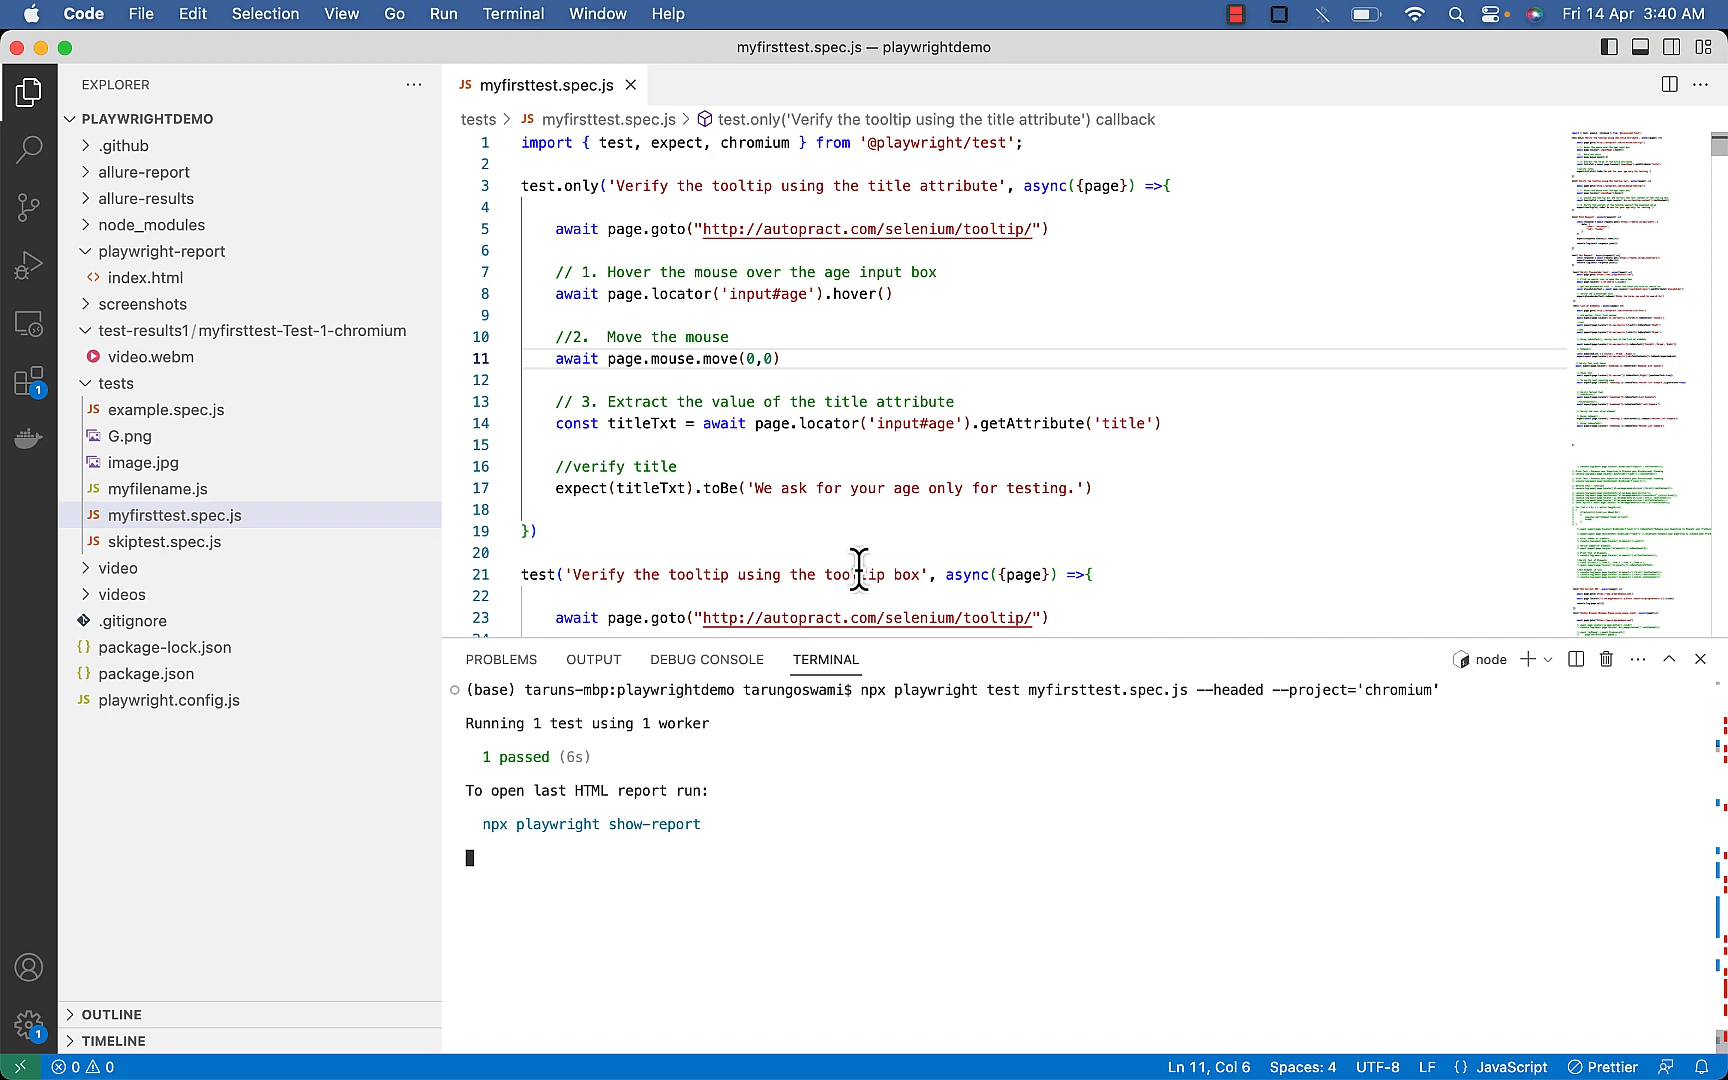 Code File Edit Selection View Go Run Terminal Window Help Fri 14 Apr 3:40 AM
myfirsttest.spec.js — playwrightdemo
EXPLORER
PLAYWRIGHTDEMO
.github
allure-report
allure-results
node_modules
playwright-report
<> index.html
screenshots
test-results1/myfirsttest-Test-1-chromium
video.webm
tests
JS example.spec.js
G.png
image.jpg
JS myfilename.js
JS myfirsttest.spec.js
JS skiptest.spec.js
video
videos
.gitignore
{} package-lock.json
{} package.json
JS playwright.config.js
OUTLINE
TIMELINE
1
1
JS myfirsttest.spec.js
tests > JS myfirsttest.spec.js > test.only('Verify the tooltip using the title attribute') callback
1 import { test, expect, chromium } from '@playwright/test';
2
3 test.only('Verify the tooltip using the title attribute', async({page}) =>{
4
5 await page.goto("http://autopract.com/selenium/tooltip/")
6
7 // 1. Hover the mouse over the age input box
8 await page.locator('input#age').hover()
9
10 //2. Move the mouse
11 await page.mouse.move(0,0)
12
13 // 3. Extract the value of the title attribute
14 const titleTxt = await page.locator('input#age').getAttribute('title')
15
16 //verify title
17 expect(titleTxt).toBe('We ask for your age only for testing.')
18
19 })
20
21 test('Verify the tooltip using the tooltip box', async({page}) =>{
22
23 await page.goto("http://autopract.com/selenium/tooltip/")
24
PROBLEMS OUTPUT DEBUG CONSOLE TERMINAL node
(base) taruns-mbp:playwrightdemo tarungoswami$ npx playwright test myfirsttest.spec.js --headed --project='chromium'
Running 1 test using 1 worker
1 passed (6s)
To open last HTML report run:
npx playwright show-report
0 0 Ln 11, Col 6 Spaces: 4 UTF-8 LF {} JavaScript Prettier